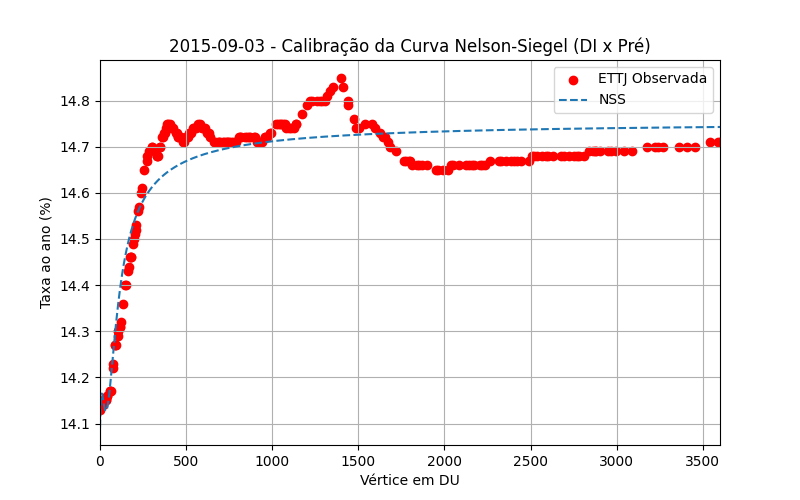 2015-09-03 - Calibração da Curva Nelson-Siegel (DI x Pré)
ETTJ Observada
NSS
Taxa ao ano (%)
14.8
14.7
14.6
14.5
14.4
14.3
14.2
14.1
0 500 1000 1500 2000 2500 3000 3500
Vértice em DU